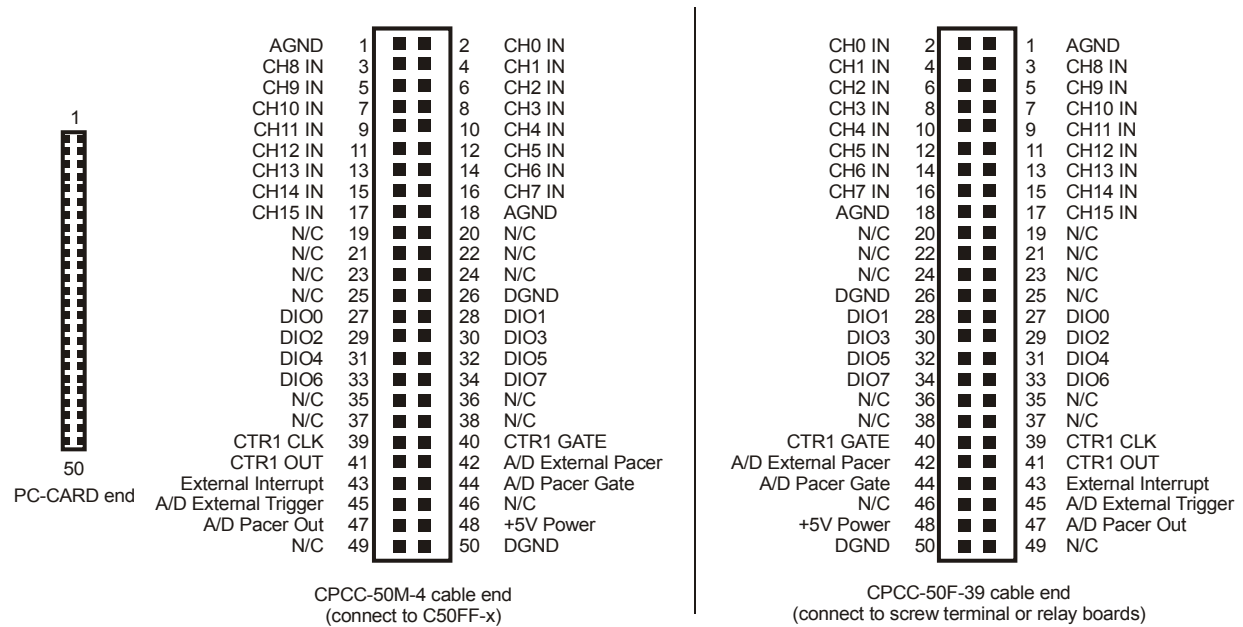 AGND 1 2 CH0 IN
CH8 IN 3 4 CH1 IN
CH9 IN 5 6 CH2 IN
CH10 IN 7 8 CH3 IN
CH11 IN 9 10 CH4 IN
CH12 IN 11 12 CH5 IN
CH13 IN 13 14 CH6 IN
CH14 IN 15 16 CH7 IN
CH15 IN 17 18 AGND
N/C 19 20 N/C
N/C 21 22 N/C
N/C 23 24 N/C
N/C 25 26 DGND
DIO0 27 28 DIO1
DIO2 29 30 DIO3
DIO4 31 32 DIO5
DIO6 33 34 DIO7
N/C 35 36 N/C
N/C 37 38 N/C
CTR1 CLK 39 40 CTR1 GATE
CTR1 OUT 41 42 A/D External Pacer
External Interrupt 43 44 A/D Pacer Gate
A/D External Trigger 45 46 N/C
A/D Pacer Out 47 48 +5V Power
N/C 49 50 DGND
CPCC-50M-4 cable end
(connect to C50FF-x)
1
50
PC-CARD end
CH0 IN 2 1 AGND
CH1 IN 4 3 CH8 IN
CH2 IN 6 5 CH9 IN
CH3 IN 8 7 CH10 IN
CH4 IN 10 9 CH11 IN
CH5 IN 12 11 CH12 IN
CH6 IN 14 13 CH13 IN
CH7 IN 16 15 CH14 IN
AGND 18 17 CH15 IN
N/C 20 19 N/C
N/C 22 21 N/C
N/C 24 23 N/C
DGND 26 25 N/C
DIO1 28 27 DIO0
DIO3 30 29 DIO2
DIO5 32 31 DIO4
DIO7 34 33 DIO6
N/C 36 35 N/C
N/C 38 37 N/C
CTR1 GATE 40 39 CTR1 CLK
A/D External Pacer 42 41 CTR1 OUT
A/D Pacer Gate 44 43 External Interrupt
N/C 46 45 A/D External Trigger
+5V Power 48 47 A/D Pacer Out
DGND 50 49 N/C
CPCC-50F-39 cable end
(connect to screw terminal or relay boards)